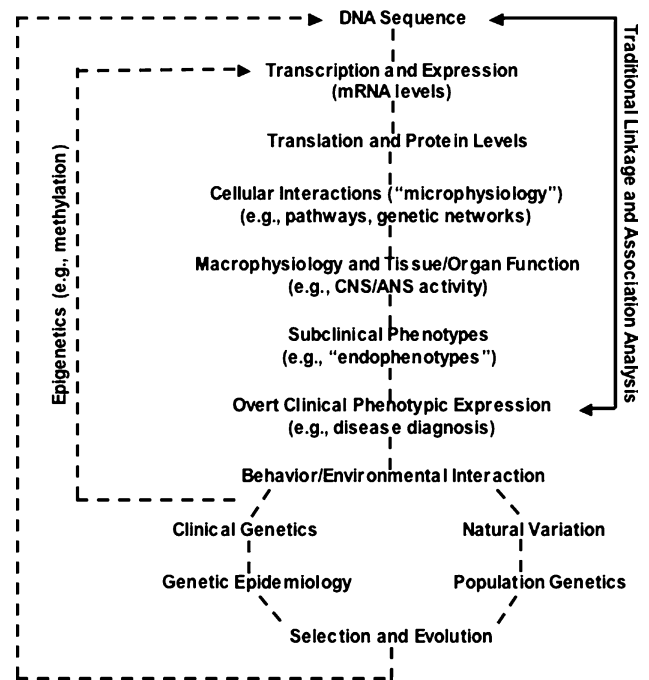 DNA Sequence
Transcription and Expression
(mRNA levels)
Translation and Protein Levels
Cellular Interactions (“microphysiology”)
(e.g., pathways, genetic networks)
Macrophysiology and Tissue/Organ Function
(e.g., CNS/ANS activity)
Subclinical Phenotypes
(e.g., “endophenotypes”)
Overt Clinical Phenotypic Expression
(e.g., disease diagnosis)
Behavior/Environmental Interaction
Clinical Genetics
Natural Variation
Genetic Epidemiology
Population Genetics
Selection and Evolution
Epigenetics (e.g., methylation)
Traditional Linkage and Association Analysis